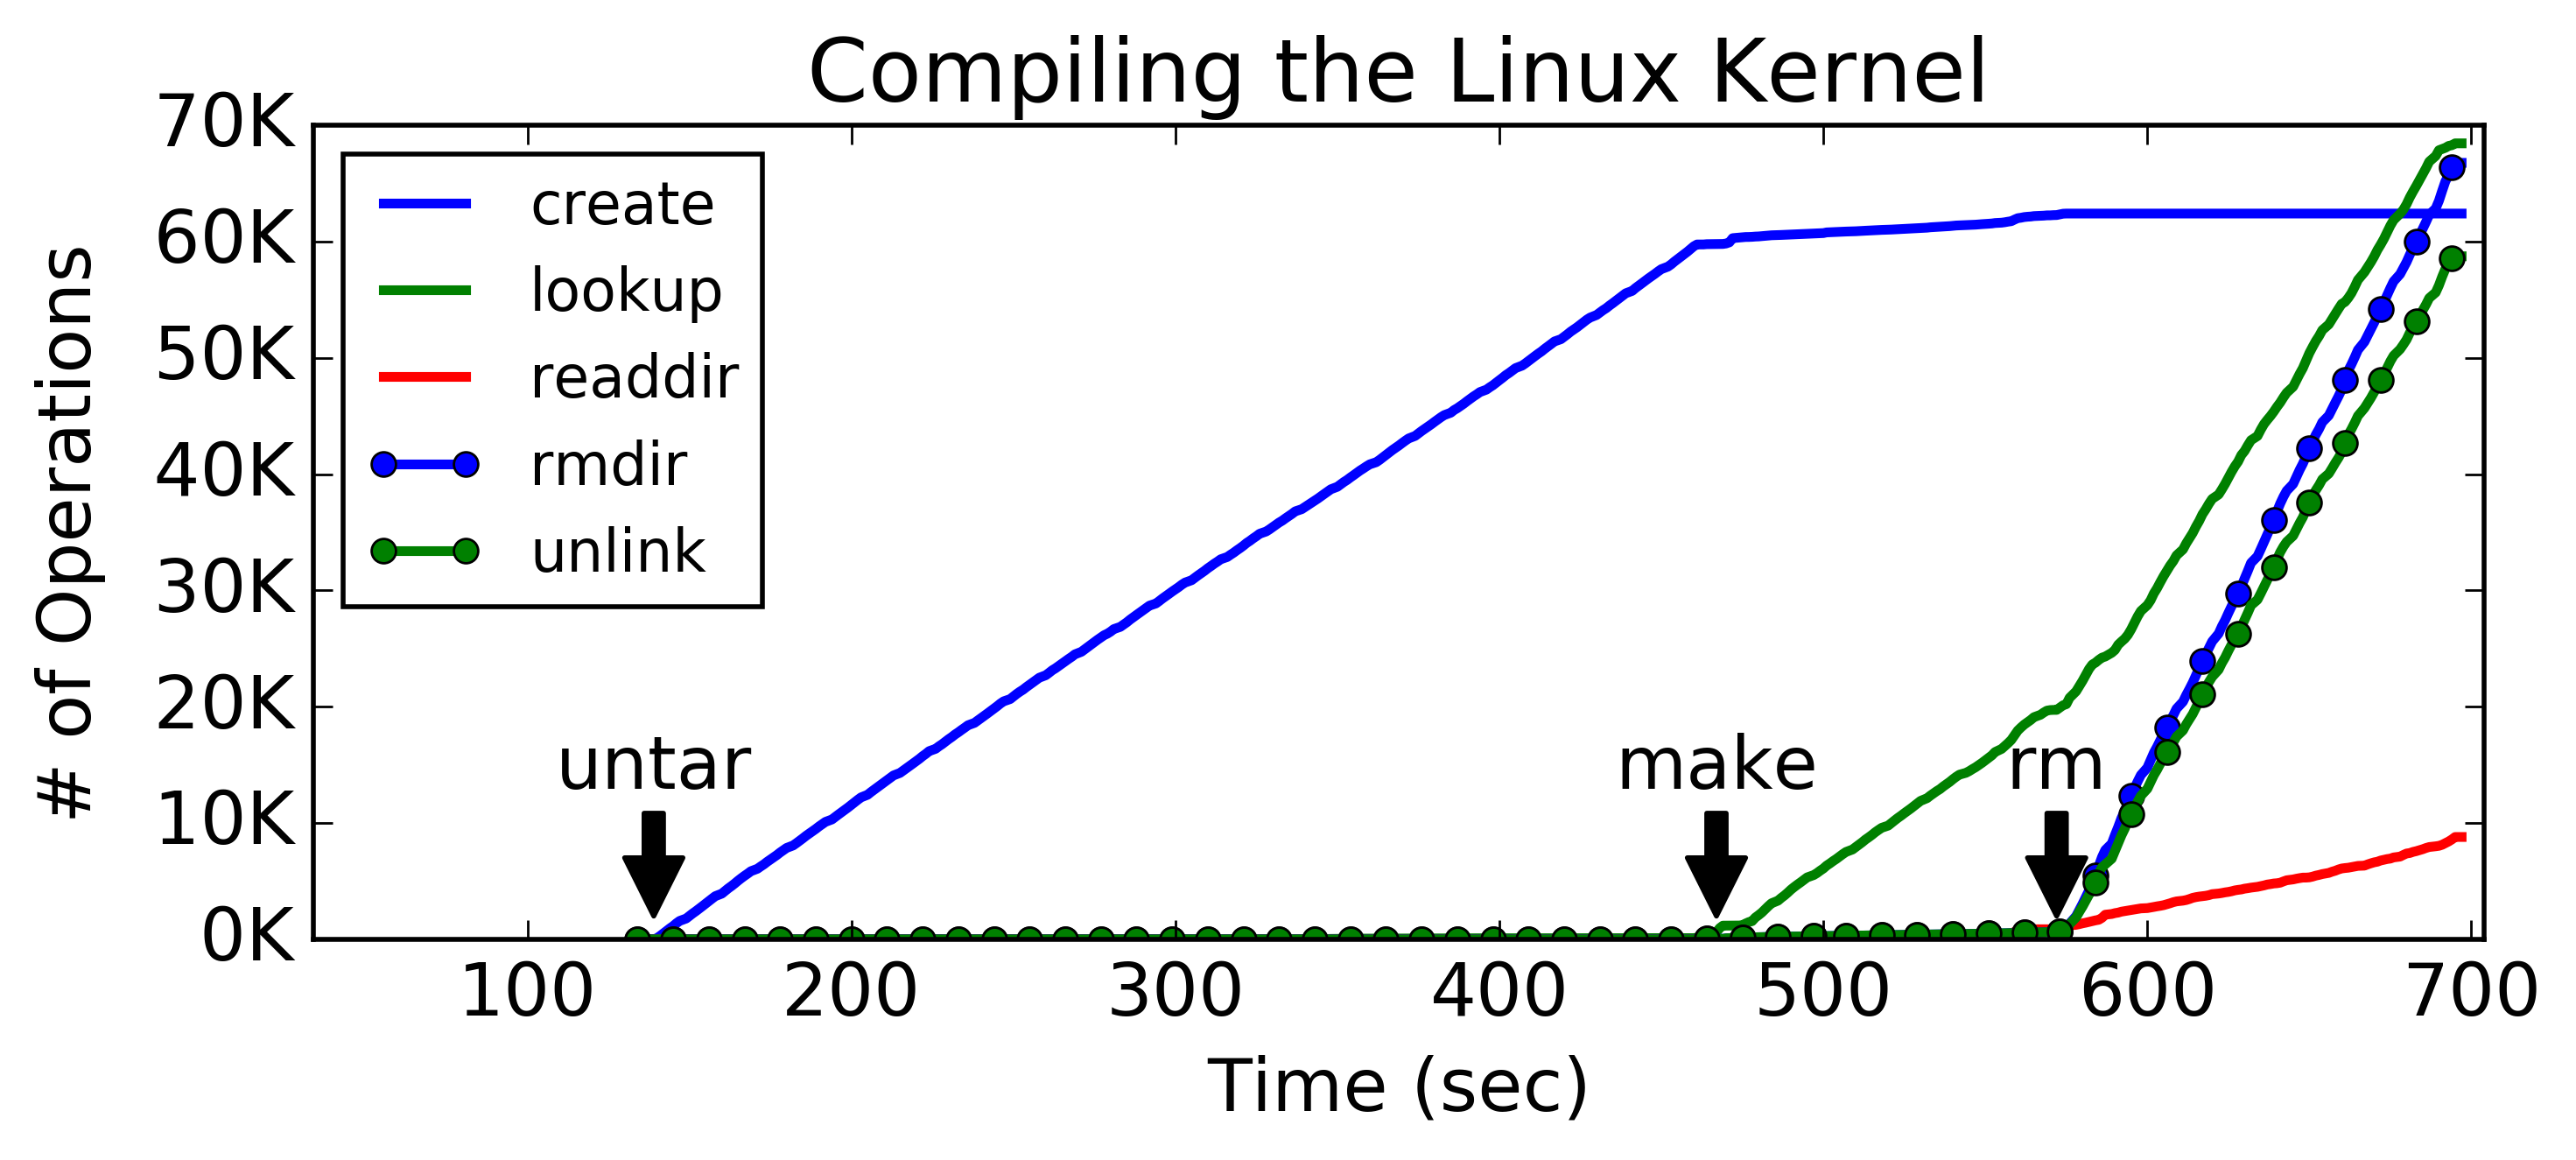 Compiling the Linux Kernel
70K
60K
50K
40K
30K
20K
10K
0K
# of Operations
create
lookup
readdir
rmdir
unlink
untar
make
rm
100 200 300 400 500 600 700
Time (sec)